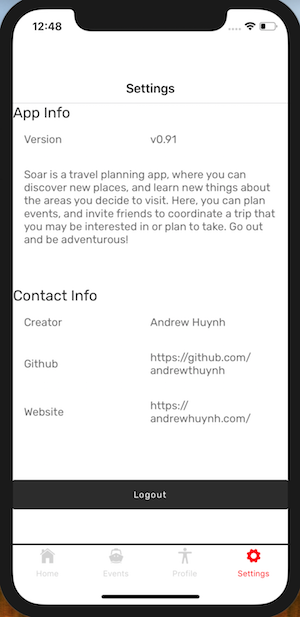 12:48
Settings
App Info
Version v0.91
Soar is a travel planning app, where you can
discover new places, and learn new things about
the areas you decide to visit. Here, you can plan
events, and invite friends to coordinate a trip that
you may be interested in or plan to take. Go out
and be adventurous!
Contact Info
Creator Andrew Huynh
Github https://github.com/
andrewthuynh
Website https://
andrewhuynh.com/
Logout
Home Events Profile Settings